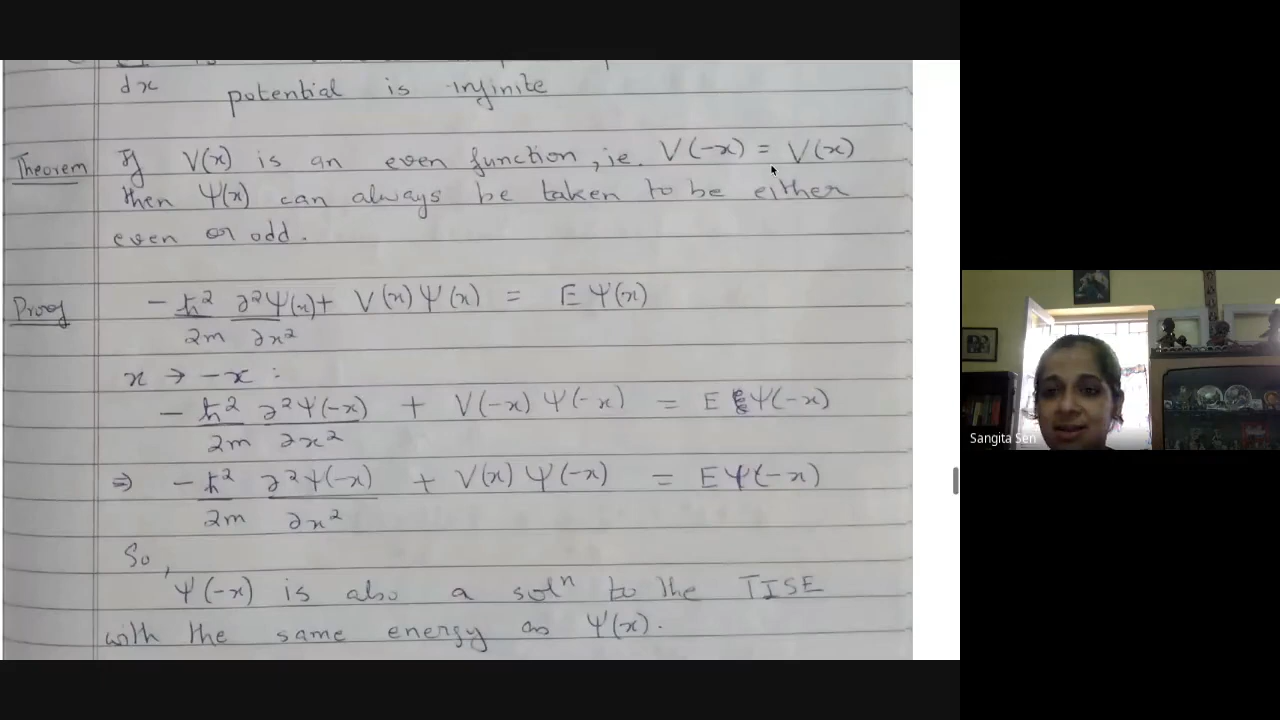 dx potential is infinite
Theorem If V(x) is an even function, ie. V(-x) = V(x)
then Ψ(x) can always be taken to be either
even or odd.
Proof -ħ²/2m ∂²Ψ(x)/∂x² + V(x)Ψ(x) = EΨ(x)
x → -x :
-ħ²/2m ∂²Ψ(-x)/∂x² + V(-x)Ψ(-x) = E Ψ(-x)
⇒ -ħ²/2m ∂²Ψ(-x)/∂x² + V(x)Ψ(-x) = EΨ(-x)
So,
Ψ(-x) is also a solⁿ to the TISE
with the same energy as Ψ(x).
Sangita Sen